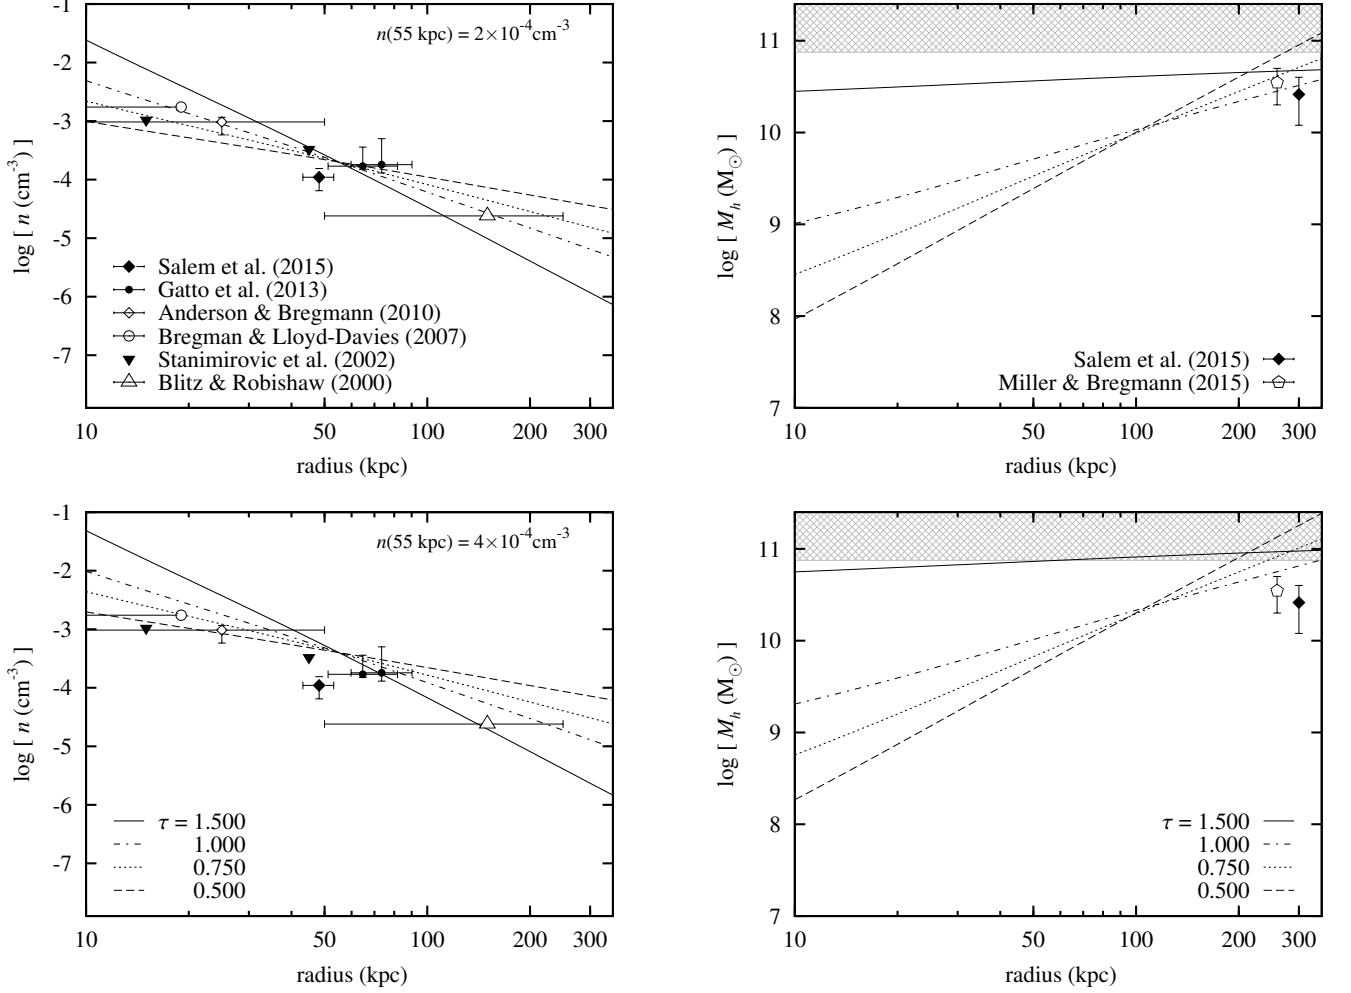 -1
-2
-3
-4
-5
-6
-7
log [ n (cm⁻³) ]
n(55 kpc) = 2×10⁻⁴cm⁻³
Salem et al. (2015)
Gatto et al. (2013)
Anderson & Bregmann (2010)
Bregman & Lloyd-Davies (2007)
Stanimirovic et al. (2002)
Blitz & Robishaw (2000)
10 50 100 200 300
radius (kpc)
11
10
9
8
7
log [ M_h (M☉) ]
Salem et al. (2015)
Miller & Bregmann (2015)
10 50 100 200 300
radius (kpc)
-1
-2
-3
-4
-5
-6
-7
log [ n (cm⁻³) ]
n(55 kpc) = 4×10⁻⁴cm⁻³
τ = 1.500
1.000
0.750
0.500
10 50 100 200 300
radius (kpc)
11
10
9
8
7
log [ M_h (M☉) ]
τ = 1.500
1.000
0.750
0.500
10 50 100 200 300
radius (kpc)